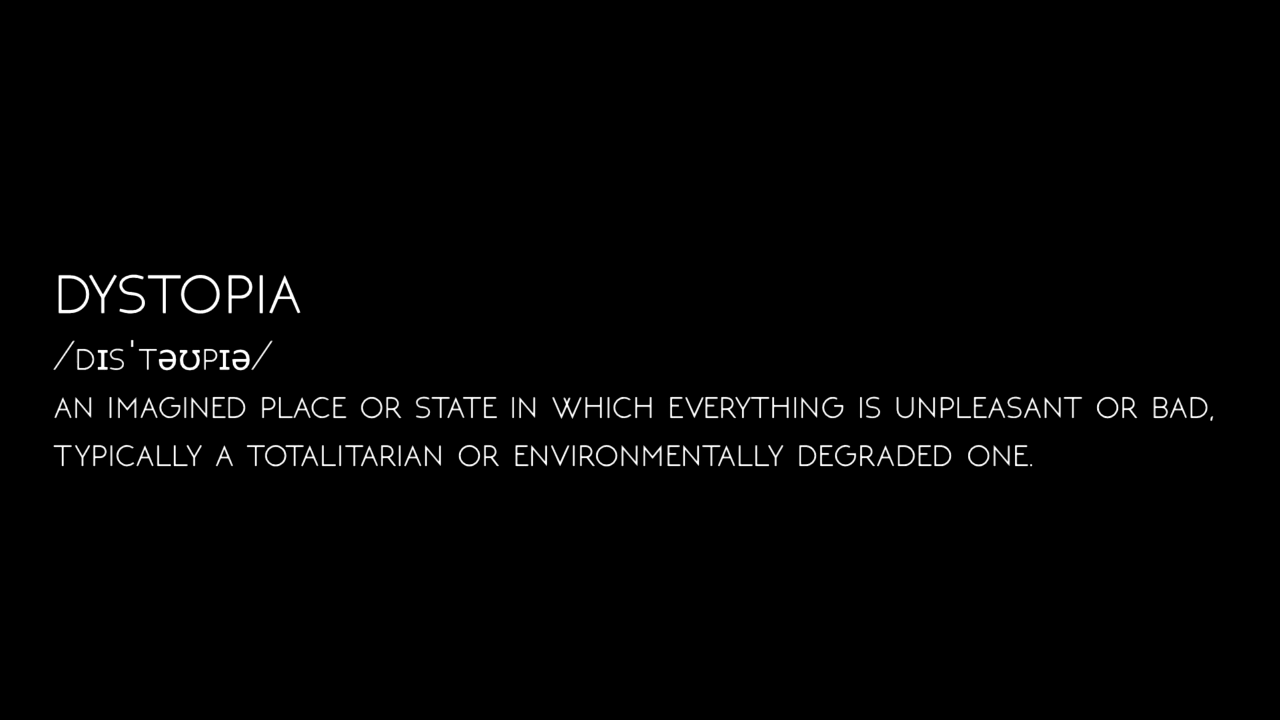 DYSTOPIA
/DɪSˈTəʊPɪə/
AN IMAGINED PLACE OR STATE IN WHICH EVERYTHING IS UNPLEASANT OR BAD,
TYPICALLY A TOTALITARIAN OR ENVIRONMENTALLY DEGRADED ONE.